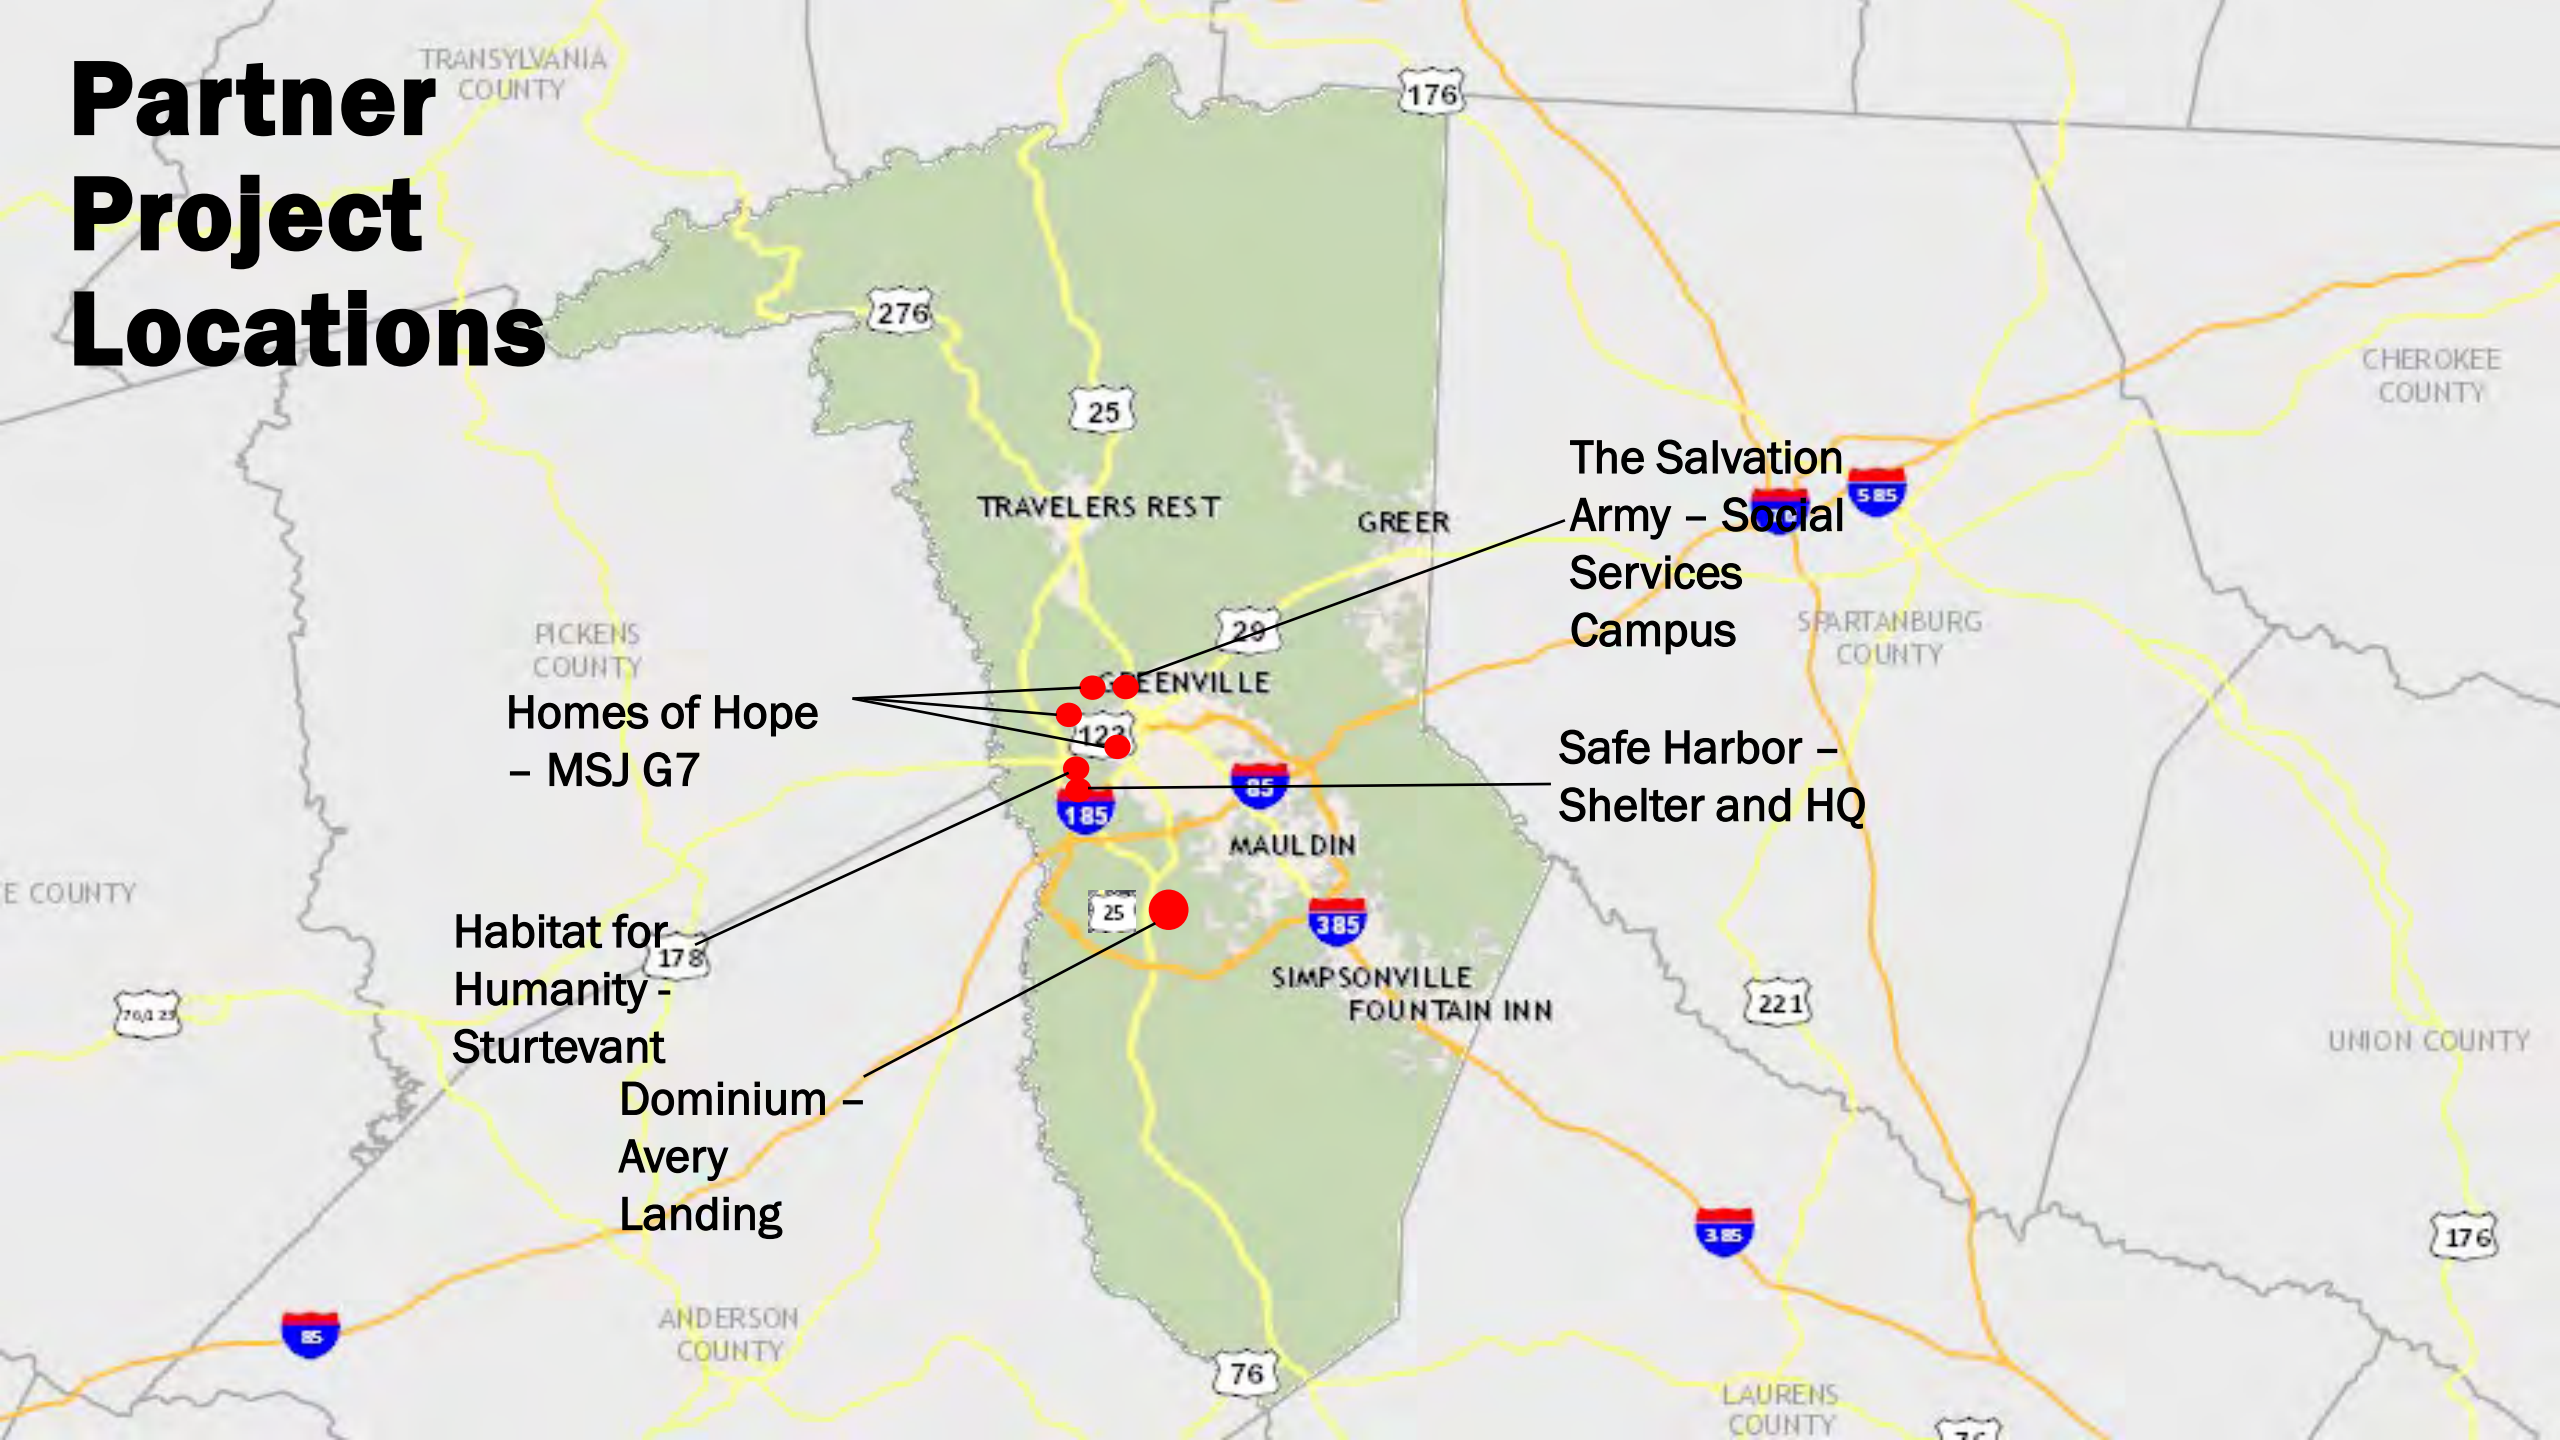 Partner
Project
Locations
TRANSYLVANIA
COUNTY
176
276
25
CHEROKEE
COUNTY
TRAVELERS REST
GREER
The Salvation
Army – Social
Services
Campus
585
29
PICKENS
COUNTY
SPARTANBURG
COUNTY
GREENVILLE
Homes of Hope
– MSJ G7
123
Safe Harbor –
Shelter and HQ
85
185
MAULDIN
E COUNTY
25
385
Habitat for
Humanity -
Sturtevant
178
SIMPSONVILLE
FOUNTAIN INN
221
UNION COUNTY
Dominium –
Avery
Landing
385
176
85
ANDERSON
COUNTY
76
LAURENS
COUNTY
76